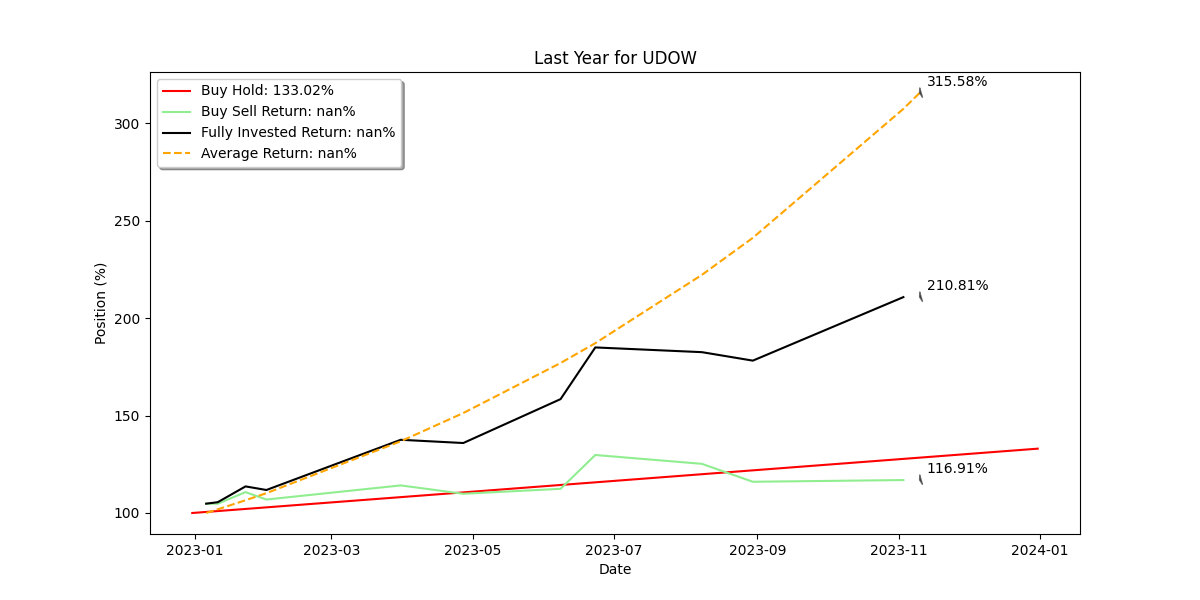 Last Year for UDOW
Buy Hold: 133.02%
Buy Sell Return: nan%
Fully Invested Return: nan%
Average Return: nan%
315.58%
210.81%
116.91%
Position (%)
300
250
200
150
100
2023-01 2023-03 2023-05 2023-07 2023-09 2023-11 2024-01
Date